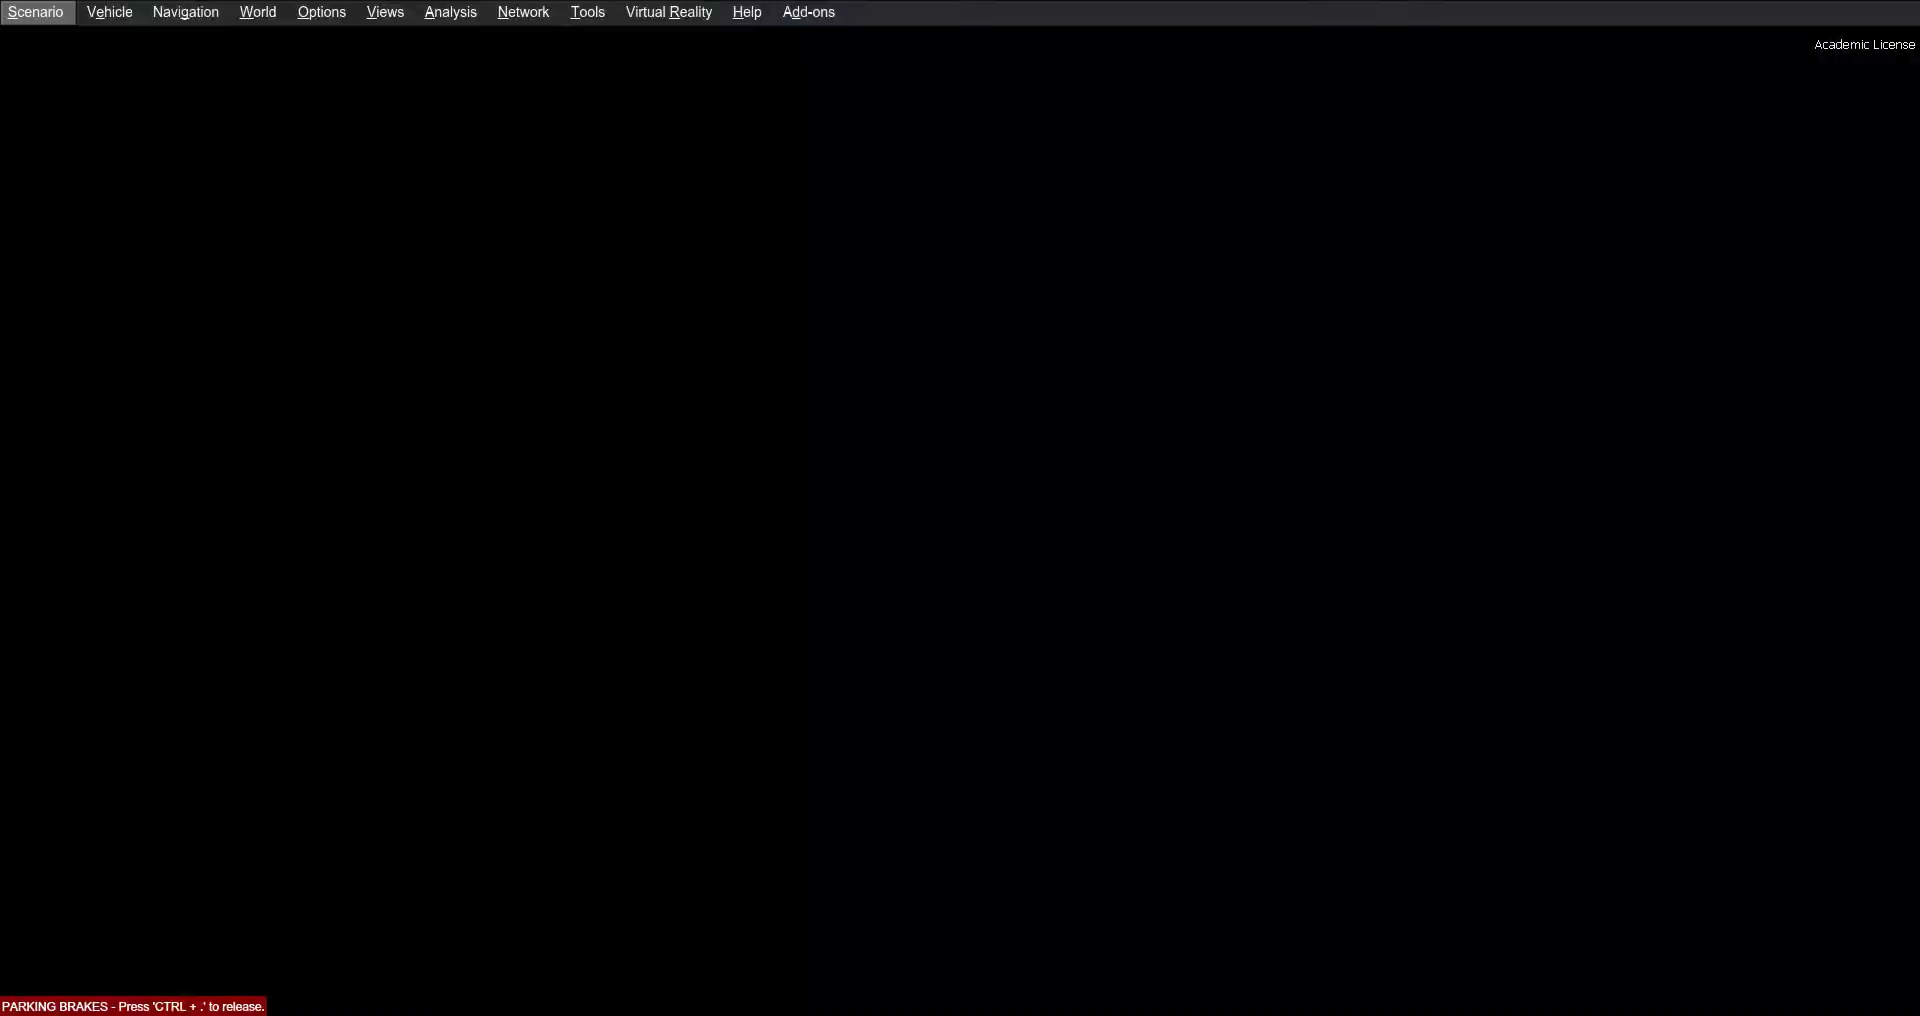 Scenario Vehicle Navigation World Options Views Analysis Network Tools Virtual Reality Help Add-ons
Academic License
PARKING BRAKES - Press 'CTRL + .' to release.